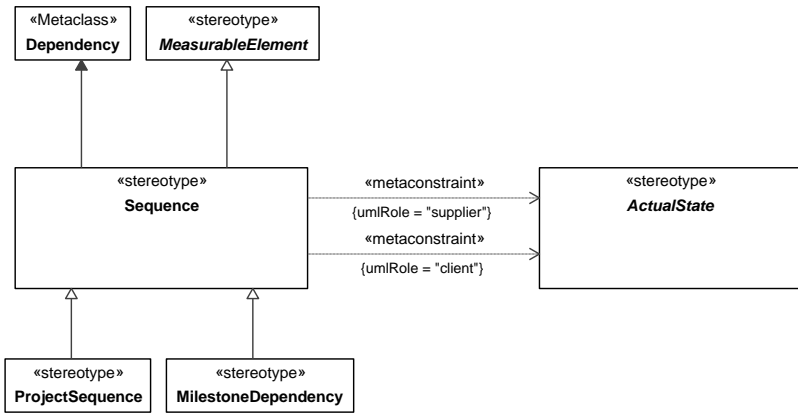 «Metaclass»
Dependency
«stereotype»
MeasurableElement
«stereotype»
Sequence
«metaconstraint»
{umlRole = "supplier"}
«metaconstraint»
{umlRole = "client"}
«stereotype»
ActualState
«stereotype»
ProjectSequence
«stereotype»
MilestoneDependency